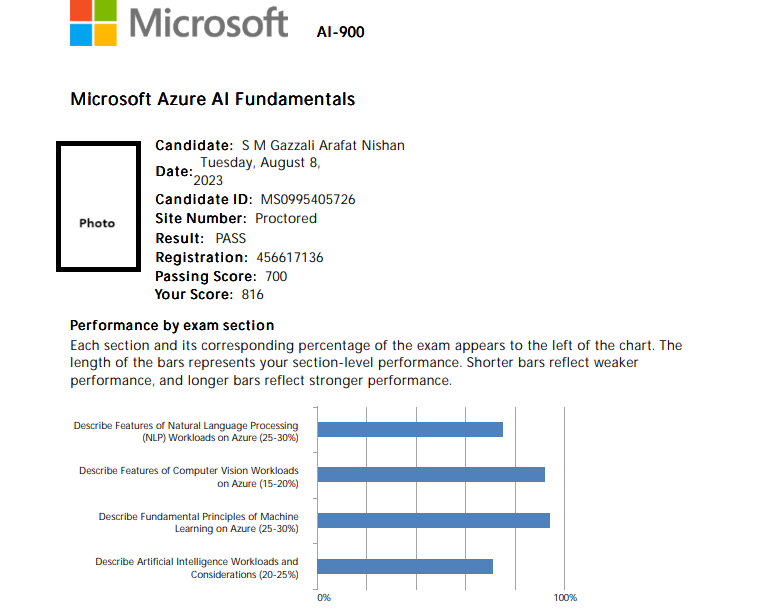 Microsoft AI-900
Microsoft Azure AI Fundamentals
Photo
Candidate: S M Gazzali Arafat Nishan
Date: Tuesday, August 8,
2023
Candidate ID: MS0995405726
Site Number: Proctored
Result: PASS
Registration: 456617136
Passing Score: 700
Your Score: 816
Performance by exam section
Each section and its corresponding percentage of the exam appears to the left of the chart. The
length of the bars represents your section-level performance. Shorter bars reflect weaker
performance, and longer bars reflect stronger performance.
Describe Features of Natural Language Processing
(NLP) Workloads on Azure (25-30%)
Describe Features of Computer Vision Workloads
on Azure (15-20%)
Describe Fundamental Principles of Machine
Learning on Azure (25-30%)
Describe Artificial Intelligence Workloads and
Considerations (20-25%)
0% 100%